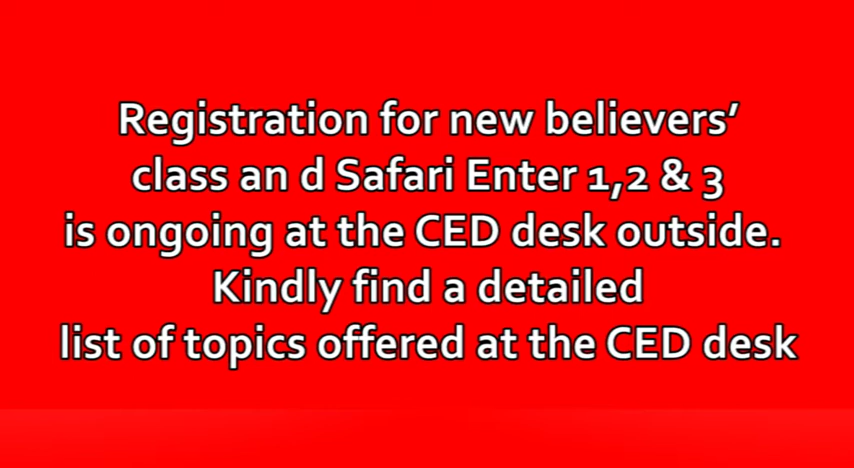 Registration for new believers’
class an d Safari Enter 1,2 & 3
is ongoing at the CED desk outside.
Kindly find a detailed
list of topics offered at the CED desk